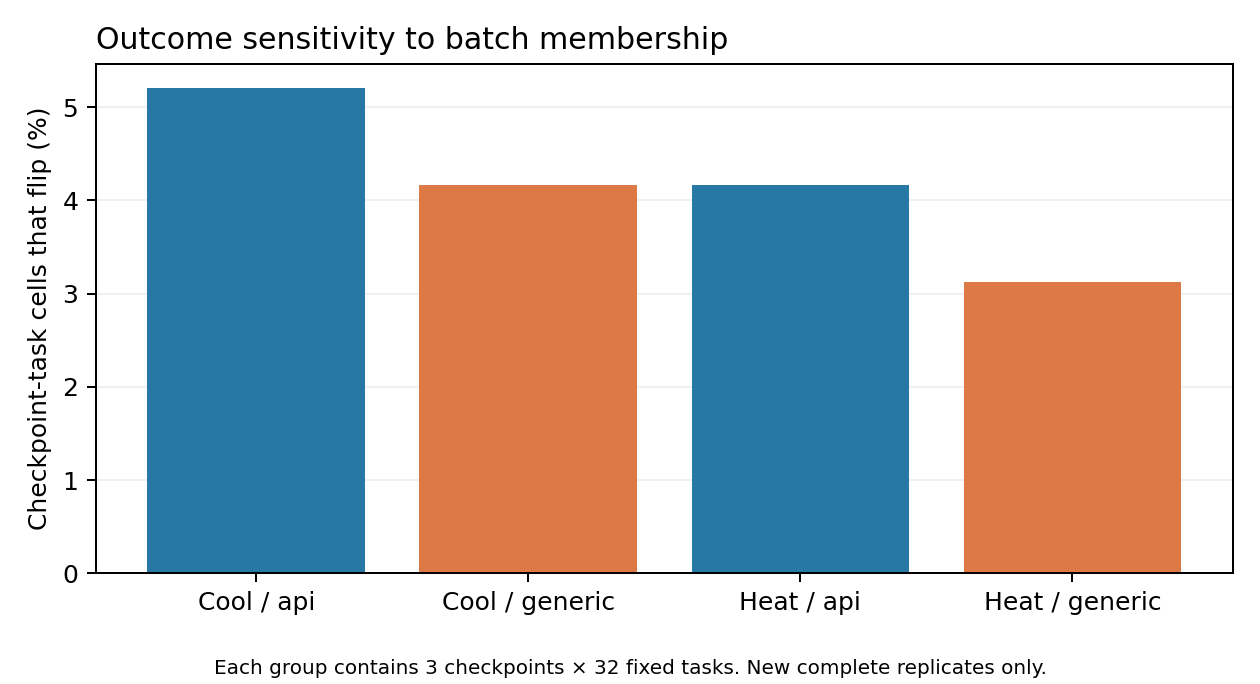 Outcome sensitivity to batch membership
Checkpoint-task cells that flip (%)
5
4
3
2
1
0
Cool / api
Cool / generic
Heat / api
Heat / generic
Each group contains 3 checkpoints × 32 fixed tasks. New complete replicates only.